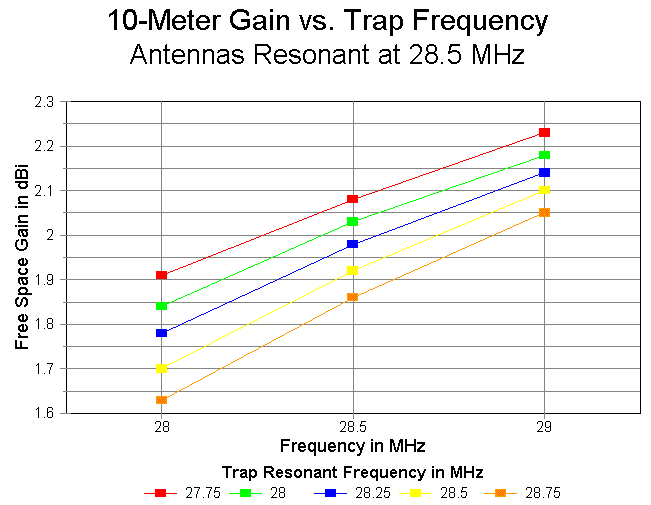 10-Meter Gain vs. Trap Frequency
Antennas Resonant at 28.5 MHz
Free Space Gain in dBi
2.3
2.2
2.1
2
1.9
1.8
1.7
1.6
28 28.5 29
Frequency in MHz
Trap Resonant Frequency in MHz
27.75 28 28.25 28.5 28.75